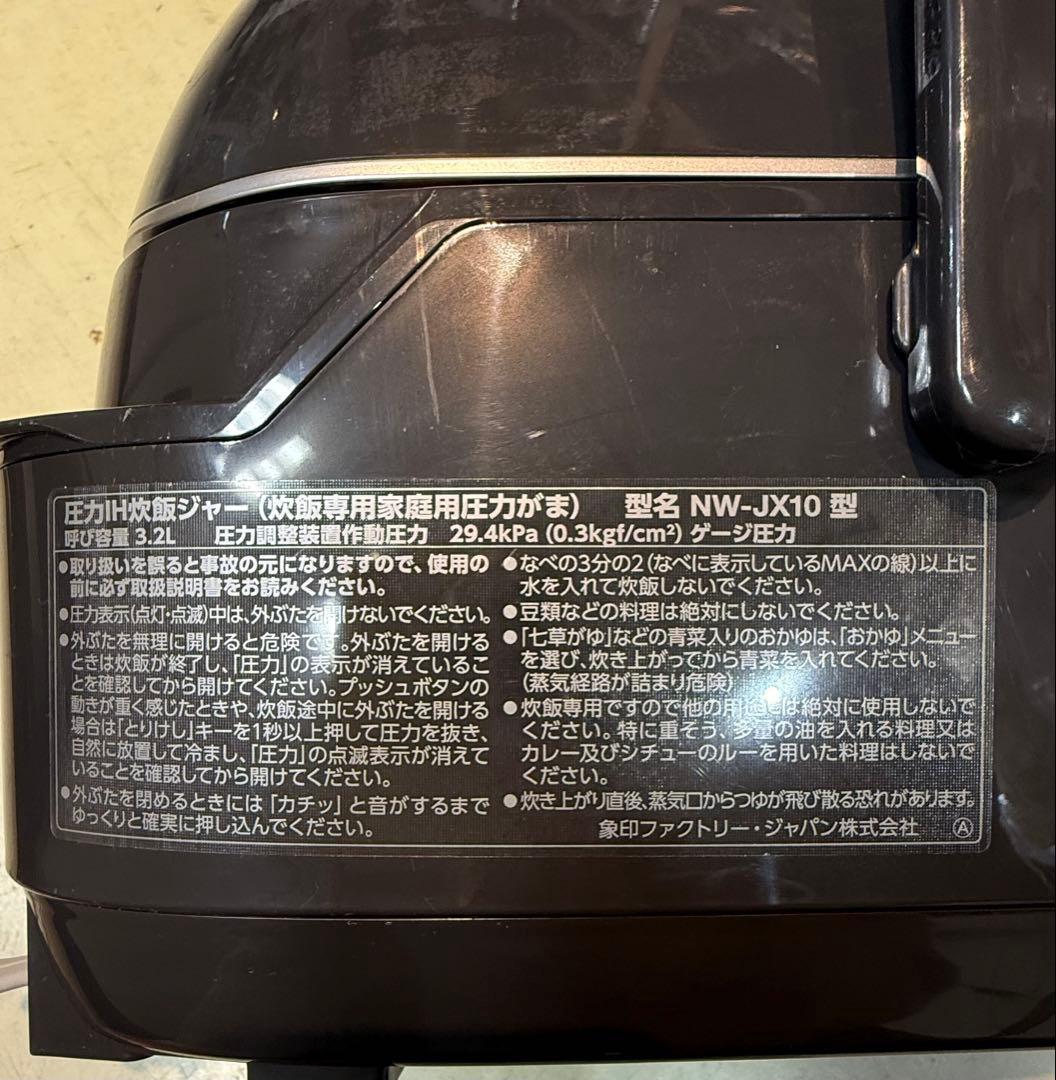 圧力IH炊飯ジャー（炊飯専用家庭用圧力がま）　型名 NW-JX10 型
呼び容量 3.2L　圧力調整装置作動圧力　29.4kPa (0.3kgf/cm²) ゲージ圧力
●取り扱いを誤ると事故の元になりますので、使用の
前に必ず取扱説明書をお読みください。
●圧力表示(点灯・点滅)中は、外ぶたを開けないでください。
●外ぶたを無理に開けると危険です。外ぶたを開ける
ときは炊飯が終了し、「圧力」の表示が消えているこ
とを確認してから開けてください。プッシュボタンの
動きが重く感じたときや、炊飯途中に外ぶたを開ける
場合は「とりけし」キーを1秒以上押して圧力を抜き、
自然に放置して冷まし、「圧力」の点滅表示が消えて
いることを確認してから開けてください。
●外ぶたを閉めるときには「カチッ」と音がするまで
ゆっくりと確実に押し込んでください。
●なべの3分の2（なべに表示しているMAXの線）以上に
水を入れて炊飯しないでください。
●豆類などの料理は絶対にしないでください。
●「七草がゆ」などの青菜入りのおかゆは、「おかゆ」メニュー
を選び、炊き上がってから青菜を入れてください。
（蒸気経路が詰まり危険）
●炊飯専用ですので他の用途には絶対に使用しないで
ください。特に重そう、多量の油を入れる料理又は
カレー及びシチューのルーを用いた料理はしないで
ください。
●炊き上がり直後、蒸気口からつゆが飛び散る恐れがあります。
象印ファクトリー・ジャパン株式会社　Ⓐ